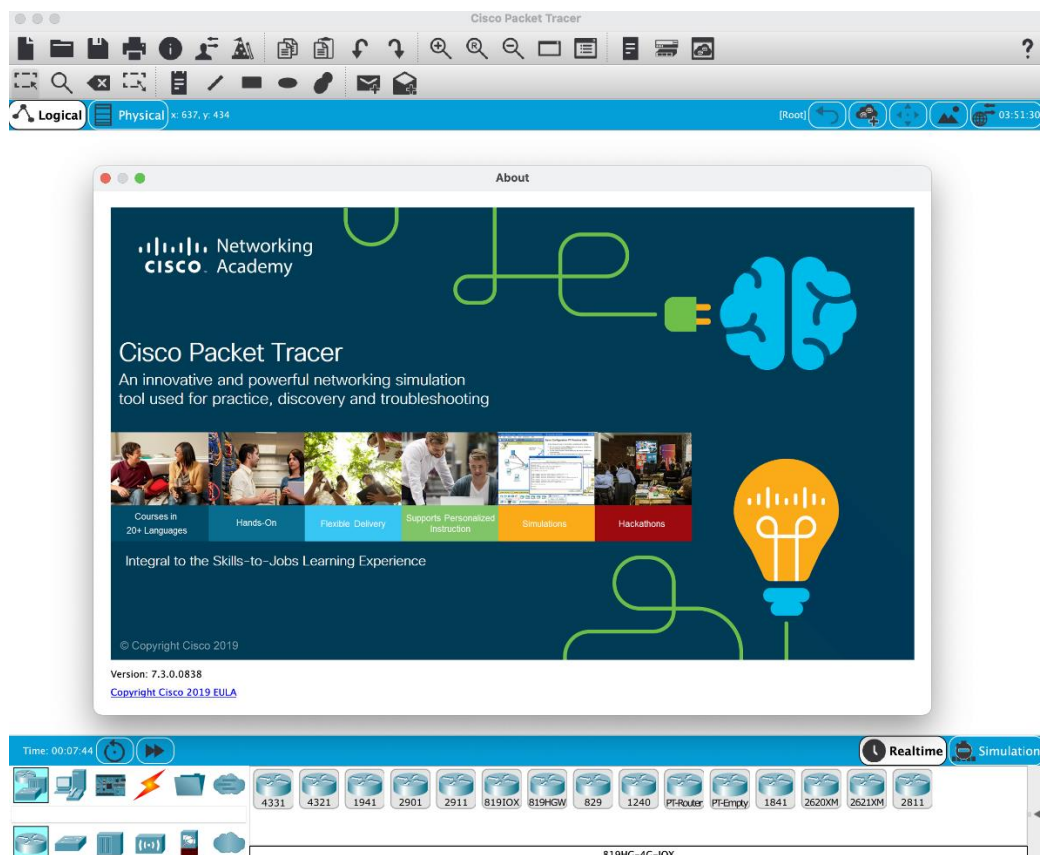 Cisco Packet Tracer
?
Logical
Physical
x: 637, y: 434
[Root]
03:51:30
About
CISCO
Networking
Academy
Cisco Packet Tracer
An innovative and powerful networking simulation
tool used for practice, discovery and troubleshooting
Courses in
20+ Languages
Hands-On
Flexible Delivery
Supports Personalized
Instruction
Simulations
Hackathons
Integral to the Skills-to-Jobs Learning Experience
© Copyright Cisco 2019
Version: 7.3.0.0838
Copyright Cisco 2019 EULA
Time: 00:07:44
Realtime
Simulation
4331
4321
1941
2901
2911
819IOX
819HGW
829
1240
PT-Router
PT-Empty
1841
2620XM
2621XM
2811
819HG-4G-IOX